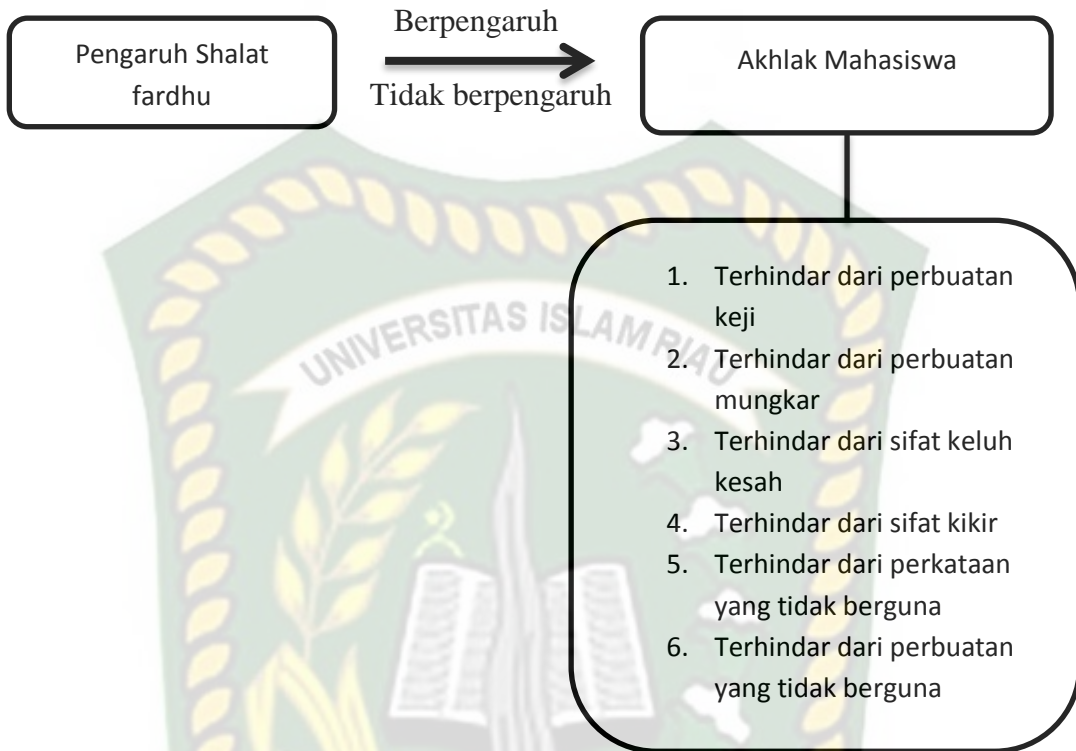 Pengaruh Shalat
fardhu
Berpengaruh
Tidak berpengaruh
Akhlak Mahasiswa
1. Terhindar dari perbuatan
keji
2. Terhindar dari perbuatan
mungkar
3. Terhindar dari sifat keluh
kesah
4. Terhindar dari sifat kikir
5. Terhindar dari perkataan
yang tidak berguna
6. Terhindar dari perbuatan
yang tidak berguna
UNIVERSITAS ISLAM RIAU